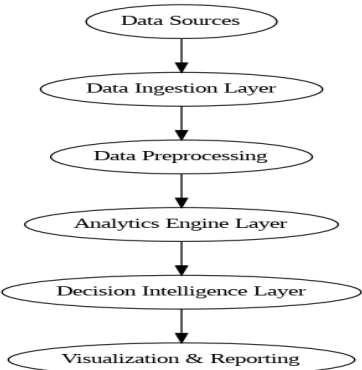 Data Sources
Data Ingestion Layer
Data Preprocessing
Analytics Engine Layer
Decision Intelligence Layer
Visualization & Reporting